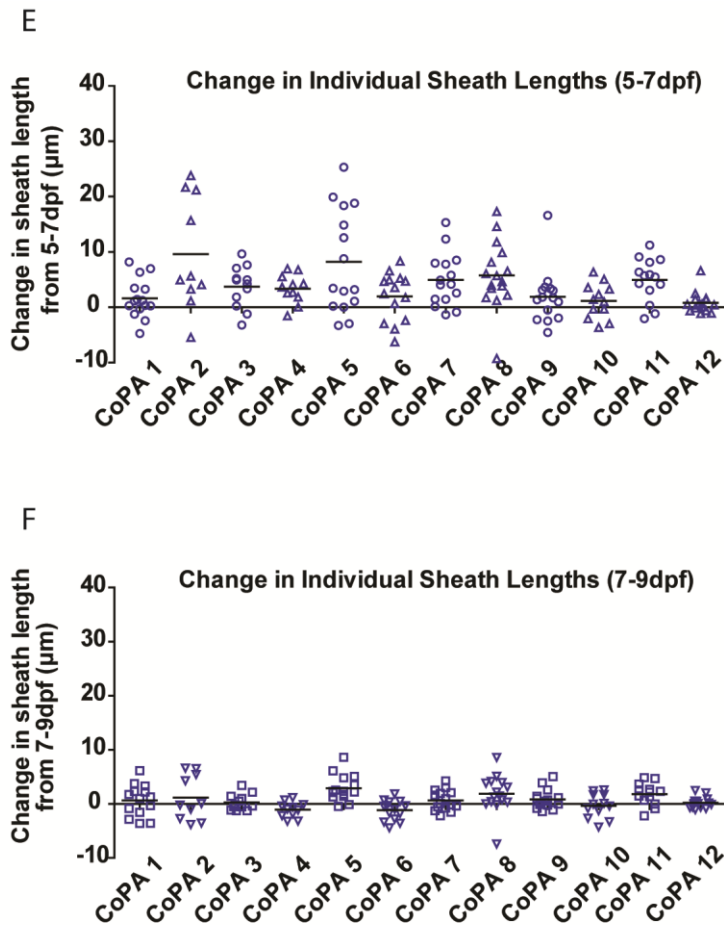 E
Change in Individual Sheath Lengths (5-7dpf)
Change in sheath length
from 5-7dpf (µm)
40
30
20
10
0
-10
CoPA 1
CoPA 2
CoPA 3
CoPA 4
CoPA 5
CoPA 6
CoPA 7
CoPA 8
CoPA 9
CoPA 10
CoPA 11
CoPA 12
F
Change in Individual Sheath Lengths (7-9dpf)
Change in sheath length
from 7-9dpf (µm)
40
30
20
10
0
-10
CoPA 1
CoPA 2
CoPA 3
CoPA 4
CoPA 5
CoPA 6
CoPA 7
CoPA 8
CoPA 9
CoPA 10
CoPA 11
CoPA 12